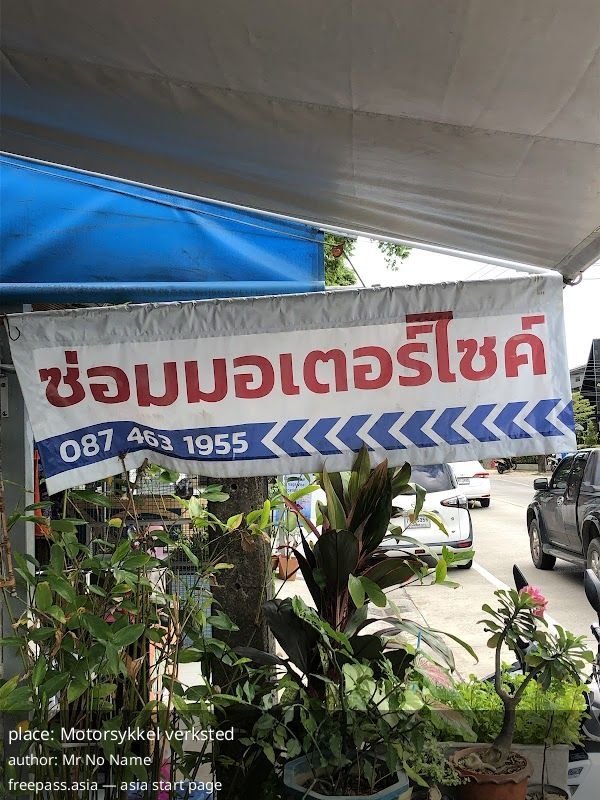 ซ่อมมอเตอร์ไซค์
087 463 1955
place: Motorsykkel verksted
author: Mr No Name
freepass.asia — asia start page